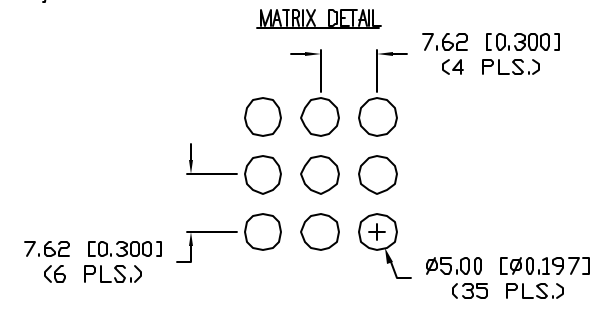 MATRIX DETAIL
7.62 [0.300]
(4 PLS.)
7.62 [0.300]
(6 PLS.)
Ø5.00 [Ø0.197]
(35 PLS.)